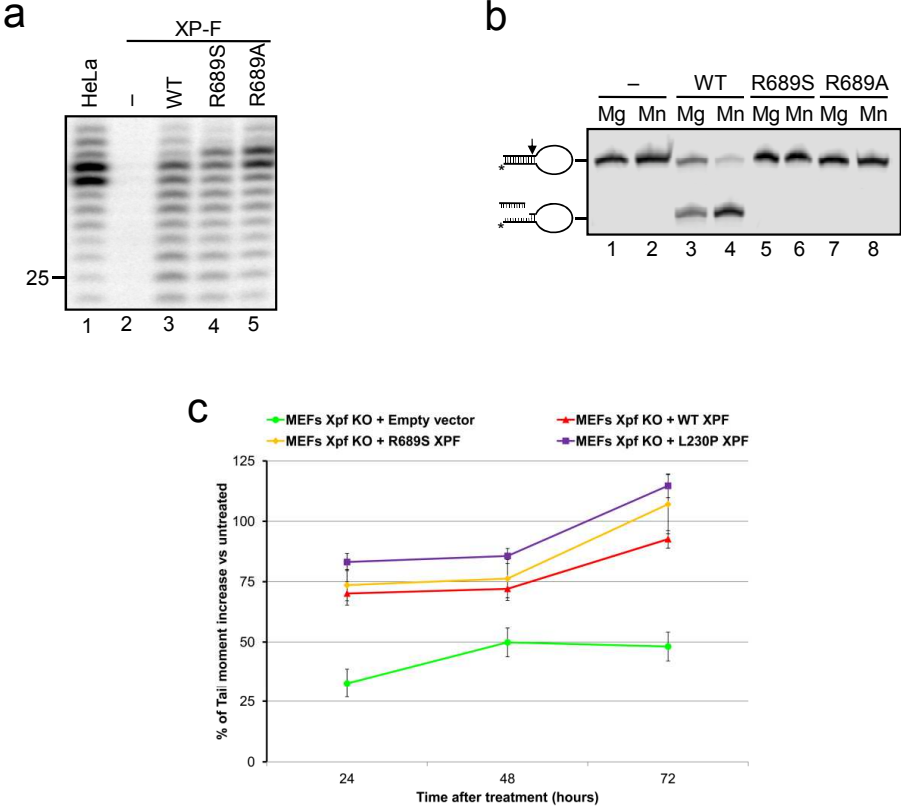 a
XP-F
HeLa – WT R689S R689A
25
1 2 3 4 5
b
– WT R689S R689A
Mg Mn Mg Mn Mg Mn Mg Mn
*
*
1 2 3 4 5 6 7 8
c
MEFs Xpf KO + Empty vector MEFs Xpf KO + WT XPF
MEFs Xpf KO + R689S XPF MEFs Xpf KO + L230P XPF
% of Tail moment increase vs untreated
125
100
75
50
25
0
24 48 72
Time after treatment (hours)